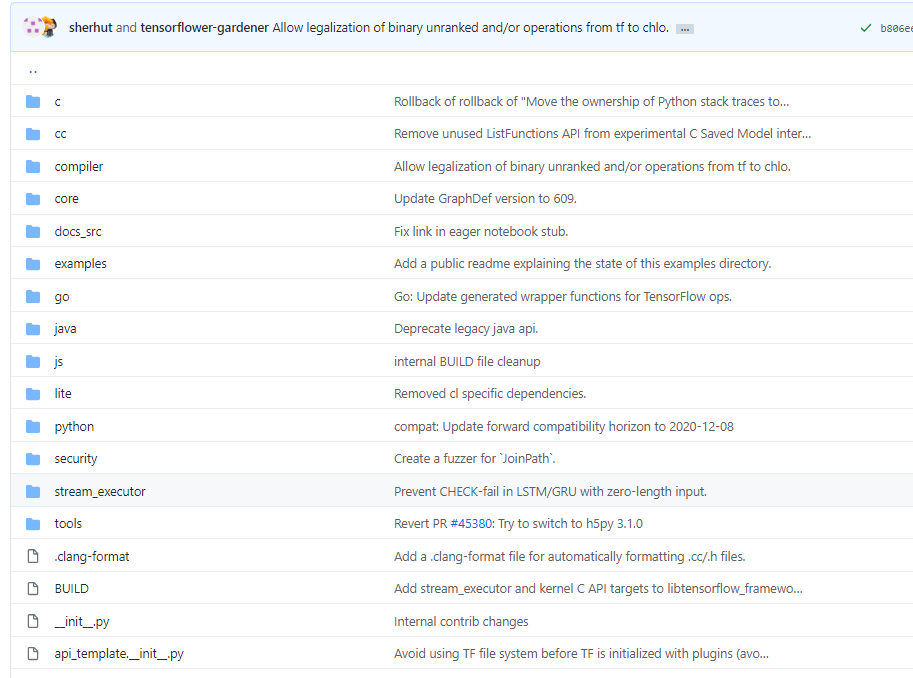 sherhut and tensorflower-gardener Allow legalization of binary unranked and/or operations from tf to chlo. ... b806ee
..
c Rollback of rollback of "Move the ownership of Python stack traces to...
cc Remove unused ListFunctions API from experimental C Saved Model inter...
compiler Allow legalization of binary unranked and/or operations from tf to chlo.
core Update GraphDef version to 609.
docs_src Fix link in eager notebook stub.
examples Add a public readme explaining the state of this examples directory.
go Go: Update generated wrapper functions for TensorFlow ops.
java Deprecate legacy java api.
js internal BUILD file cleanup
lite Removed cl specific dependencies.
python compat: Update forward compatibility horizon to 2020-12-08
security Create a fuzzer for `JoinPath`.
stream_executor Prevent CHECK-fail in LSTM/GRU with zero-length input.
tools Revert PR #45380: Try to switch to h5py 3.1.0
.clang-format Add a .clang-format file for automatically formatting .cc/.h files.
BUILD Add stream_executor and kernel C API targets to libtensorflow_framewo...
__init__.py Internal contrib changes
api_template.__init__.py Avoid using TF file system before TF is initialized with plugins (avo...